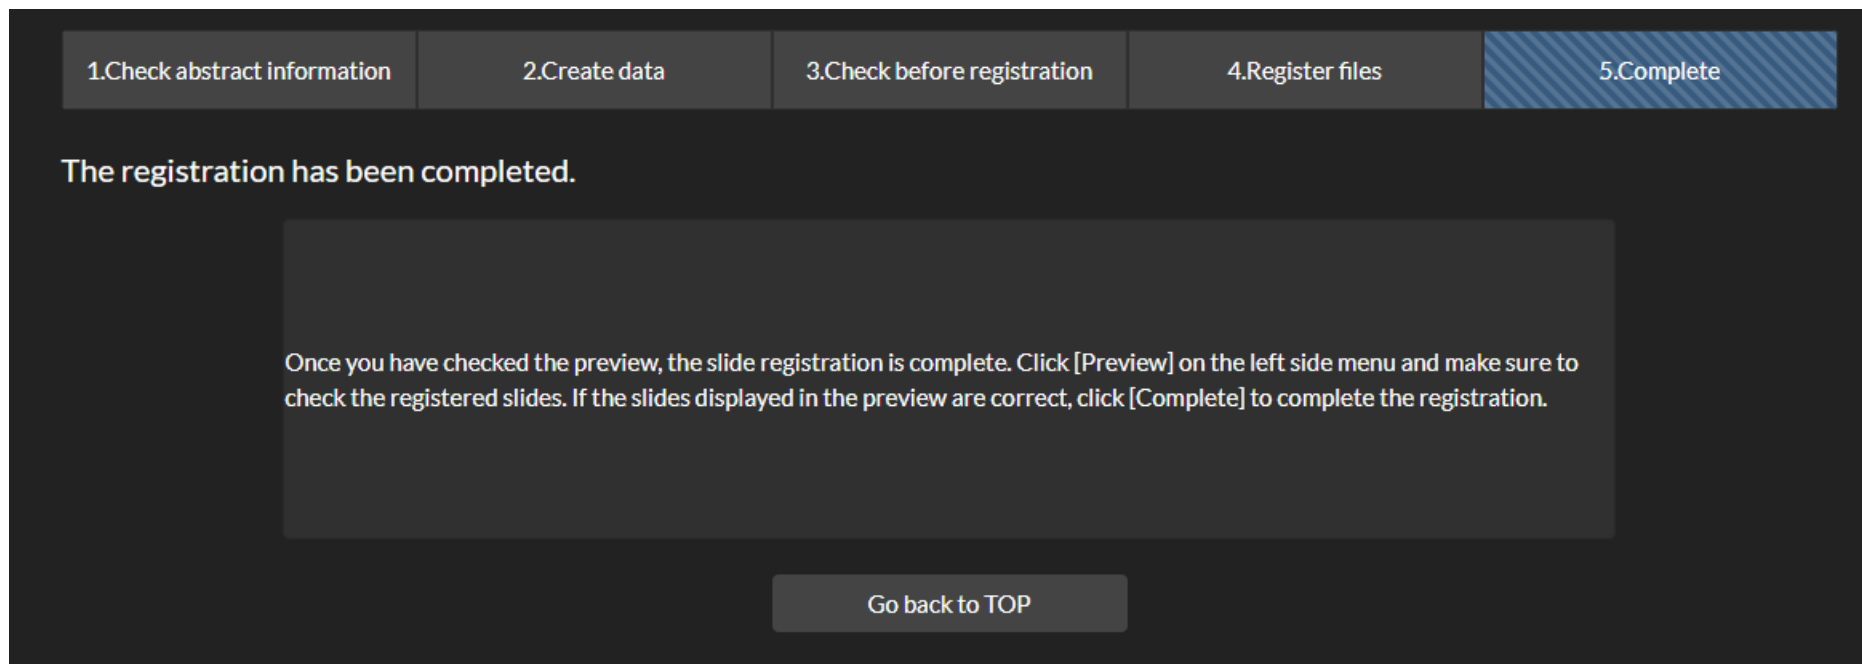 1.Check abstract information
2.Create data
3.Check before registration
4.Register files
5.Complete
The registration has been completed.
Once you have checked the preview, the slide registration is complete. Click [Preview] on the left side menu and make sure to
check the registered slides. If the slides displayed in the preview are correct, click [Complete] to complete the registration.
Go back to TOP